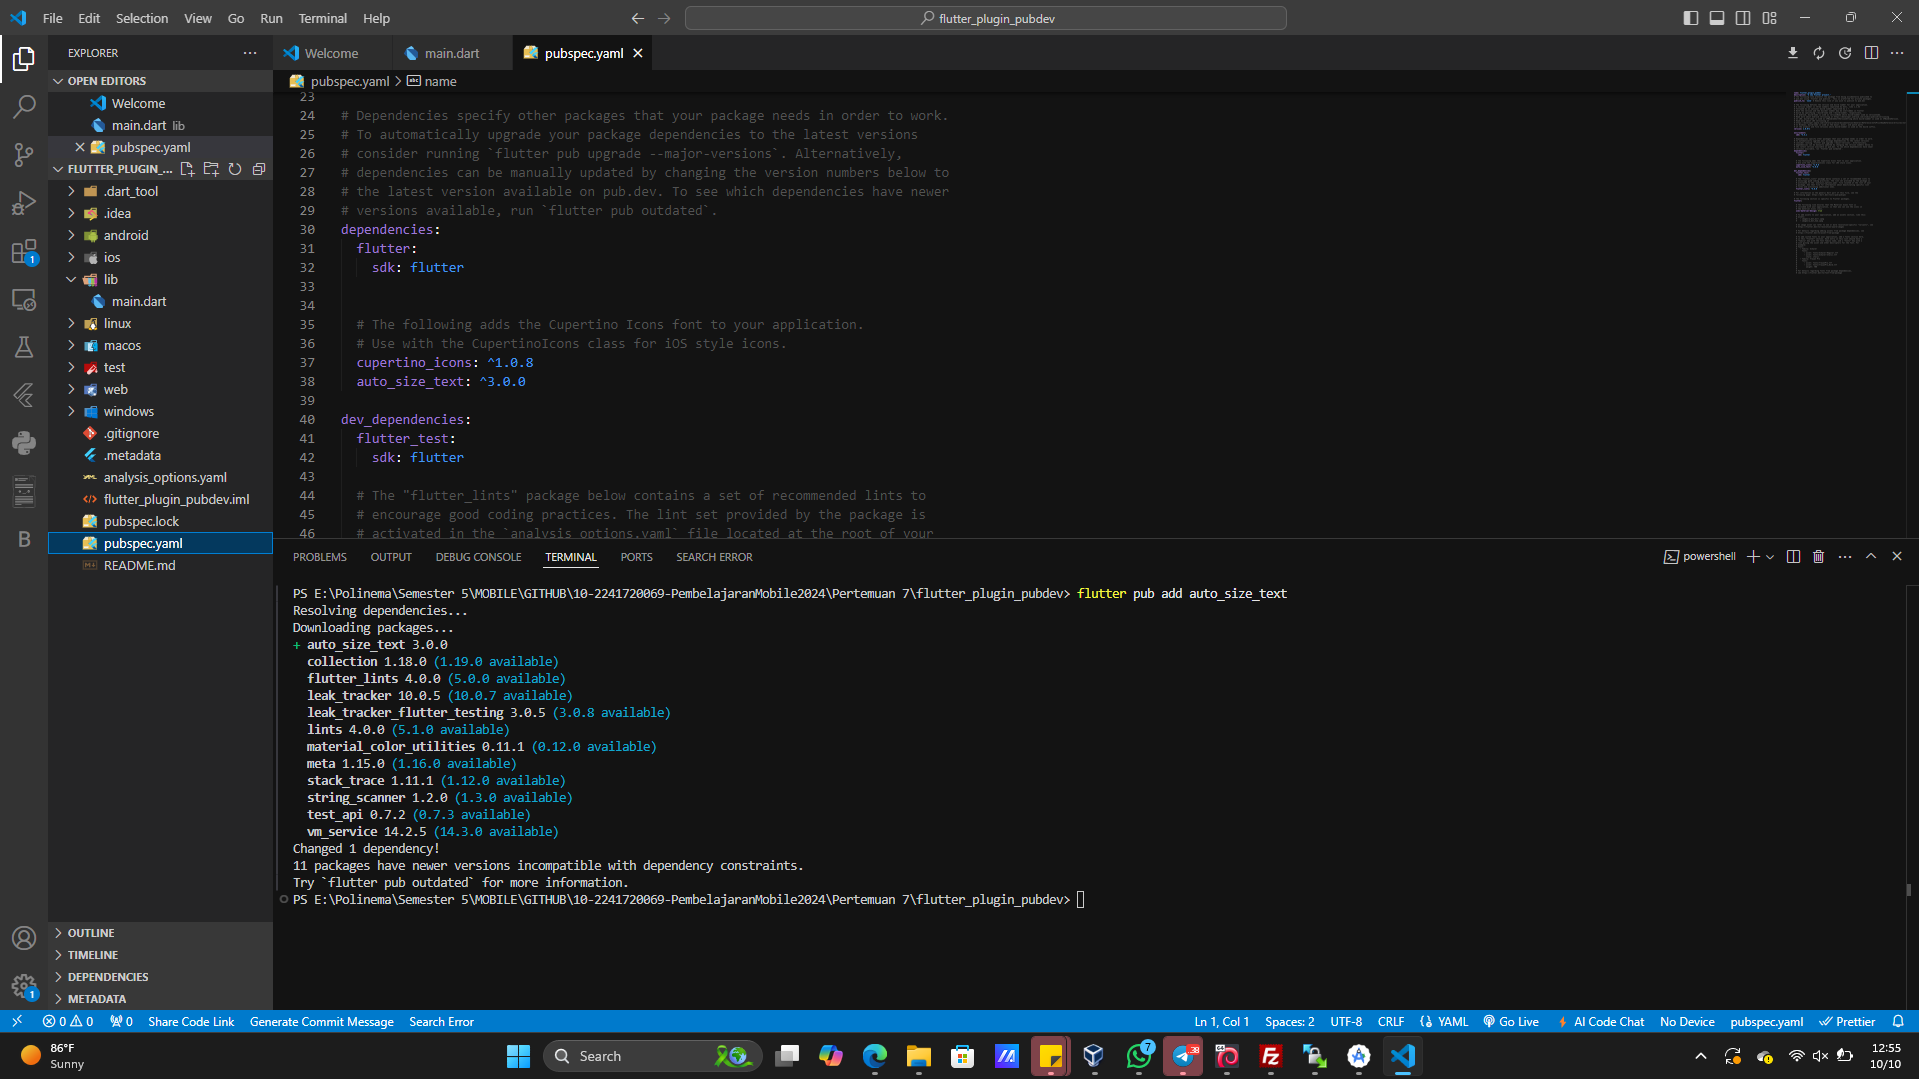 File Edit Selection View Go Run Terminal Help
flutter_plugin_pubdev
EXPLORER
OPEN EDITORS
Welcome
main.dart lib
pubspec.yaml
FLUTTER_PLUGIN_...
.dart_tool
.idea
android
ios
lib
main.dart
linux
macos
test
web
windows
.gitignore
.metadata
analysis_options.yaml
flutter_plugin_pubdev.iml
pubspec.lock
pubspec.yaml
README.md
OUTLINE
TIMELINE
DEPENDENCIES
METADATA
Welcome main.dart pubspec.yaml
pubspec.yaml > name
23
24 # Dependencies specify other packages that your package needs in order to work.
25 # To automatically upgrade your package dependencies to the latest versions
26 # consider running `flutter pub upgrade --major-versions`. Alternatively,
27 # dependencies can be manually updated by changing the version numbers below to
28 # the latest version available on pub.dev. To see which dependencies have newer
29 # versions available, run `flutter pub outdated`.
30 dependencies:
31 flutter:
32 sdk: flutter
33
34
35 # The following adds the Cupertino Icons font to your application.
36 # Use with the CupertinoIcons class for iOS style icons.
37 cupertino_icons: ^1.0.8
38 auto_size_text: ^3.0.0
39
40 dev_dependencies:
41 flutter_test:
42 sdk: flutter
43
44 # The "flutter_lints" package below contains a set of recommended lints to
45 # encourage good coding practices. The lint set provided by the package is
46 # activated in the `analysis_options.yaml` file located at the root of your
PROBLEMS OUTPUT DEBUG CONSOLE TERMINAL PORTS SEARCH ERROR
powershell
PS E:\Polinema\Semester 5\MOBILE\GITHUB\10-2241720069-PembelajaranMobile2024\Pertemuan 7\flutter_plugin_pubdev> flutter pub add auto_size_text
Resolving dependencies...
Downloading packages...
+ auto_size_text 3.0.0
collection 1.18.0 (1.19.0 available)
flutter_lints 4.0.0 (5.0.0 available)
leak_tracker 10.0.5 (10.0.7 available)
leak_tracker_flutter_testing 3.0.5 (3.0.8 available)
lints 4.0.0 (5.1.0 available)
material_color_utilities 0.11.1 (0.12.0 available)
meta 1.15.0 (1.16.0 available)
stack_trace 1.11.1 (1.12.0 available)
string_scanner 1.2.0 (1.3.0 available)
test_api 0.7.2 (0.7.3 available)
vm_service 14.2.5 (14.3.0 available)
Changed 1 dependency!
11 packages have newer versions incompatible with dependency constraints.
Try `flutter pub outdated` for more information.
PS E:\Polinema\Semester 5\MOBILE\GITHUB\10-2241720069-PembelajaranMobile2024\Pertemuan 7\flutter_plugin_pubdev>
0 0 0 Share Code Link Generate Commit Message Search Error
Ln 1, Col 1 Spaces: 2 UTF-8 CRLF YAML Go Live AI Code Chat No Device pubspec.yaml Prettier
86°F
Sunny
Search
7
38
12:55
10/10